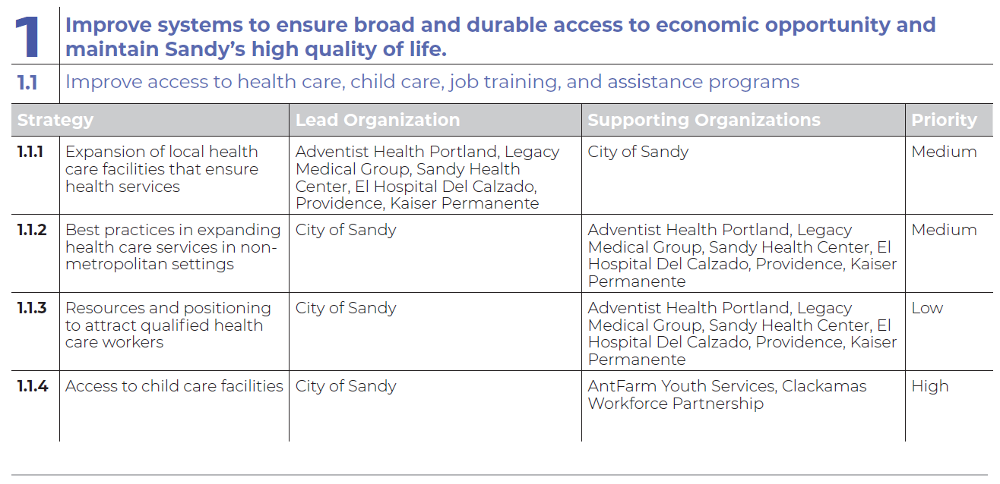 1
Improve systems to ensure broad and durable access to economic opportunity and
maintain Sandy's high quality of life.
1.1
Improve access to health care, child care, job training, and assistance programs
Strategy
Lead Organization
Supporting Organizations
Priority
1.1.1
Expansion of local health
care facilities that ensure
health services
Adventist Health Portland, Legacy
Medical Group, Sandy Health
Center, El Hospital Del Calzado,
Providence, Kaiser Permanente
City of Sandy
Medium
1.1.2
Best practices in expanding
health care services in non-
metropolitan settings
City of Sandy
Adventist Health Portland, Legacy
Medical Group, Sandy Health Center, El
Hospital Del Calzado, Providence, Kaiser
Permanente
Medium
1.1.3
Resources and positioning
to attract qualified health
care workers
City of Sandy
Adventist Health Portland, Legacy
Medical Group, Sandy Health Center, El
Hospital Del Calzado, Providence, Kaiser
Permanente
Low
1.1.4
Access to child care facilities
City of Sandy
AntFarm Youth Services, Clackamas
Workforce Partnership
High